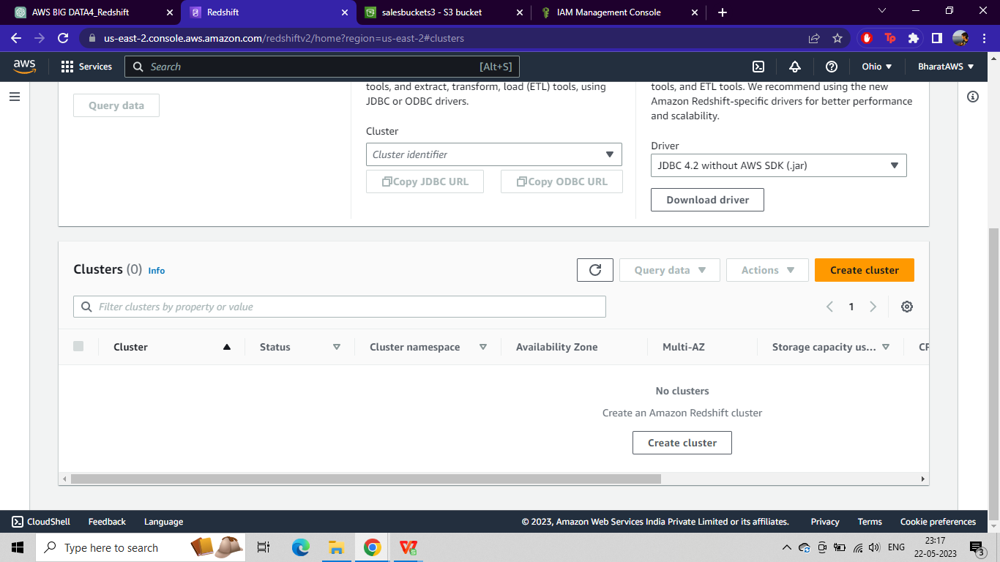 AWS BIG DATA4_Redshift
Redshift
salesbuckets3 - S3 bucket
IAM Management Console
us-east-2.console.aws.amazon.com/redshiftv2/home?region=us-east-2#clusters
Tp
aws
Services
Search
[Alt+S]
Ohio
BharatAWS
Query data
tools, and extract, transform, load (ETL) tools, using
JDBC or ODBC drivers.
Cluster
Cluster identifier
Copy JDBC URL
Copy ODBC URL
tools, and ETL tools. We recommend using the new
Amazon Redshift-specific drivers for better performance
and scalability.
Driver
JDBC 4.2 without AWS SDK (.jar)
Download driver
Clusters (0) Info
Query data
Actions
Create cluster
Filter clusters by property or value
1
Cluster
Status
Cluster namespace
Availability Zone
Multi-AZ
Storage capacity us...
No clusters
Create an Amazon Redshift cluster
Create cluster
CloudShell
Feedback
Language
© 2023, Amazon Web Services India Private Limited or its affiliates.
Privacy
Terms
Cookie preferences
Type here to search
ENG
23:17
22-05-2023
3